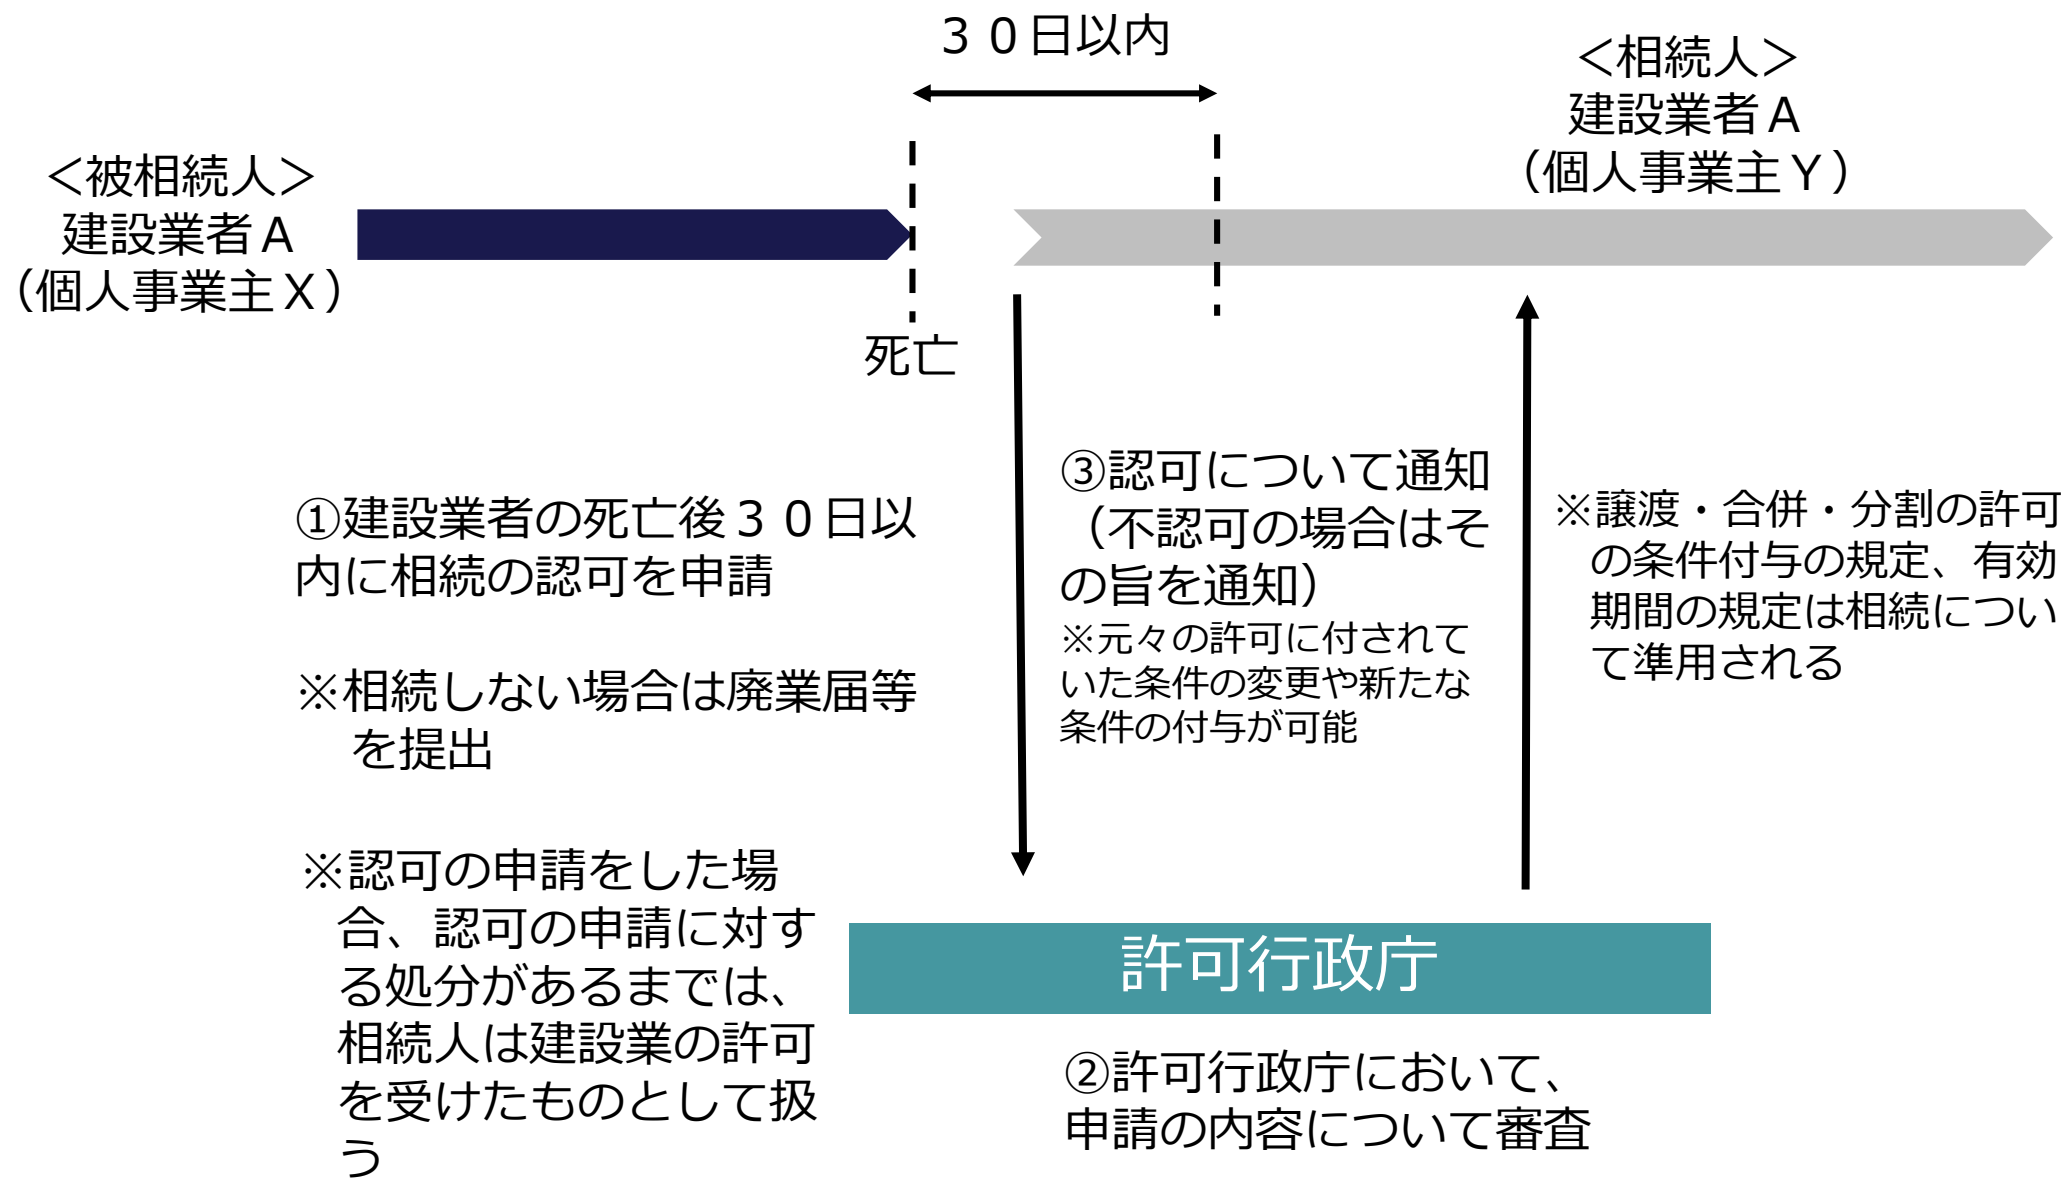 ３０日以内
＜相続人＞
建設業者Ａ
（個人事業主Ｙ）
＜被相続人＞
建設業者Ａ
（個人事業主Ｘ）
死亡
①建設業者の死亡後３０日以
内に相続の認可を申請
※相続しない場合は廃業届等
を提出
※認可の申請をした場
合、認可の申請に対す
る処分があるまでは、
相続人は建設業の許可
を受けたものとして扱
う
③認可について通知
（不認可の場合はそ
の旨を通知）
※元々の許可に付されて
いた条件の変更や新たな
条件の付与が可能
※譲渡・合併・分割の許可
の条件付与の規定、有効
期間の規定は相続につい
て準用される
許可行政庁
②許可行政庁において、
申請の内容について審査